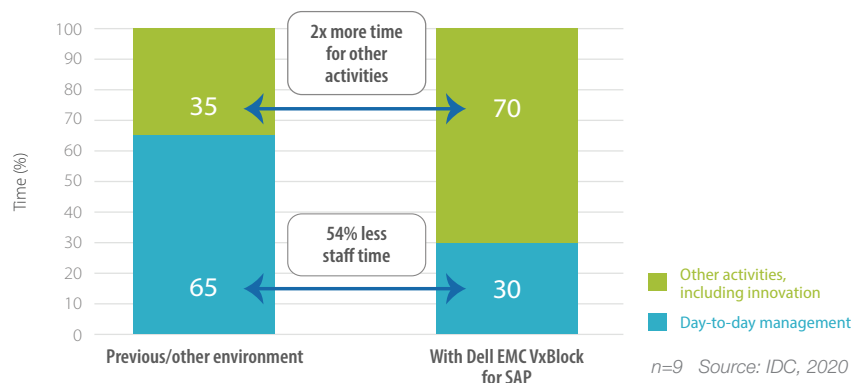 Time (%)
100
90
80
70
60
50
40
30
20
10
0
2x more time
for other
activities
35
70
54% less
staff time
65
30
Previous/other environment
With Dell EMC VxBlock
for SAP
Other activities,
including innovation
Day-to-day management
n=9 Source: IDC, 2020